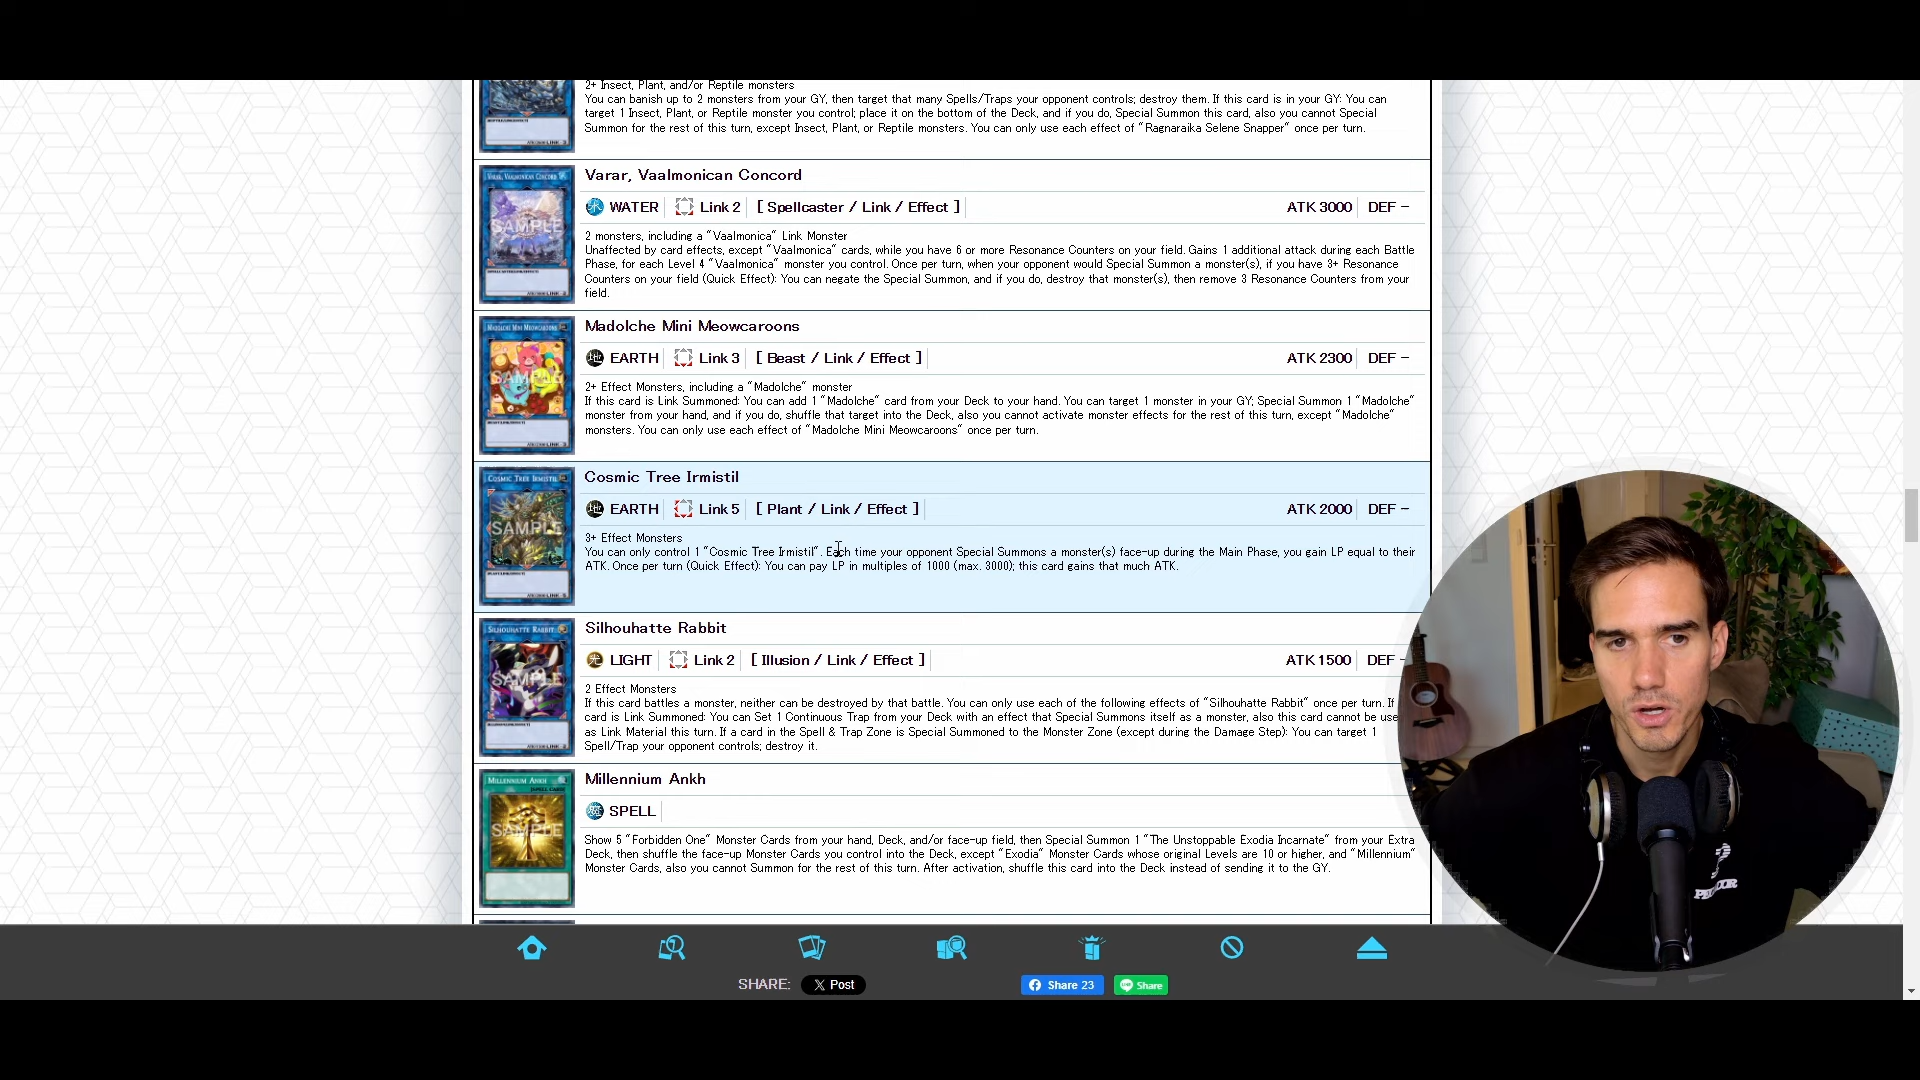 2+ Insect, Plant, and/or Reptile monsters
You can banish up to 2 monsters from your GY, then target that many Spells/Traps your opponent controls; destroy them. If this card is in your GY: You can
target 1 Insect, Plant, or Reptile monster you control; place it on the bottom of the Deck, and if you do, Special Summon this card, also you cannot Special
Summon for the rest of this turn, except Insect, Plant, or Reptile monsters. You can only use each effect of "Ragnaraika Selene Snapper" once per turn.
Varar, Vaalmonican Concord
SAMPLE
WATER Link 2 [ Spellcaster / Link / Effect ] ATK 3000 DEF -
2 monsters, including a "Vaalmonica" Link Monster
Unaffected by card effects, except "Vaalmonica" cards, while you have 6 or more Resonance Counters on your field. Gains 1 additional attack during each Battle
Phase, for each Level 4 "Vaalmonica" monster you control. Once per turn, when your opponent would Special Summon a monster(s), if you have 3+ Resonance
Counters on your field (Quick Effect): You can negate the Special Summon, and if you do, destroy that monster(s), then remove 3 Resonance Counters from your
field.
Madolche Mini Meowcaroons
Madolche Mini Meowcaroons
SAMPLE
EARTH Link 3 [ Beast / Link / Effect ] ATK 2300 DEF -
2+ Effect Monsters, including a "Madolche" monster
If this card is Link Summoned: You can add 1 "Madolche" card from your Deck to your hand. You can target 1 monster in your GY; Special Summon 1 "Madolche"
monster from your hand, and if you do, shuffle that target into the Deck, also you cannot activate monster effects for the rest of this turn, except "Madolche"
monsters. You can only use each effect of "Madolche Mini Meowcaroons" once per turn.
Cosmic Tree Irmistil
Cosmic Tree Irmistil
SAMPLE
EARTH Link 5 [ Plant / Link / Effect ] ATK 2000 DEF -
3+ Effect Monsters
You can only control 1 "Cosmic Tree Irmistil". Each time your opponent Special Summons a monster(s) face-up during the Main Phase, you gain LP equal to their
ATK. Once per turn (Quick Effect): You can pay LP in multiples of 1000 (max. 3000); this card gains that much ATK.
Silhouhatte Rabbit
Silhouhatte Rabbit
SAMPLE
LIGHT Link 2 [ Illusion / Link / Effect ] ATK 1500 DEF -
2 Effect Monsters
If this card battles a monster, neither can be destroyed by that battle. You can only use each of the following effects of "Silhouhatte Rabbit" once per turn. If
card is Link Summoned: You can Set 1 Continuous Trap from your Deck with an effect that Special Summons itself as a monster, also this card cannot be use
as Link Material this turn. If a card in the Spell & Trap Zone is Special Summoned to the Monster Zone (except during the Damage Step): You can target 1
Spell/Trap your opponent controls; destroy it.
Millennium Ankh
Millennium Ankh
SAMPLE
SPELL
Show 5 "Forbidden One" Monster Cards from your hand, Deck, and/or face-up field, then Special Summon 1 "The Unstoppable Exodia Incarnate" from your Extra
Deck, then shuffle the face-up Monster Cards you control into the Deck, except "Exodia" Monster Cards whose original Levels are 10 or higher, and "Millennium"
Monster Cards, also you cannot Summon for the rest of this turn. After activation, shuffle this card into the Deck instead of sending it to the GY.
SHARE: X Post Share 23 Share